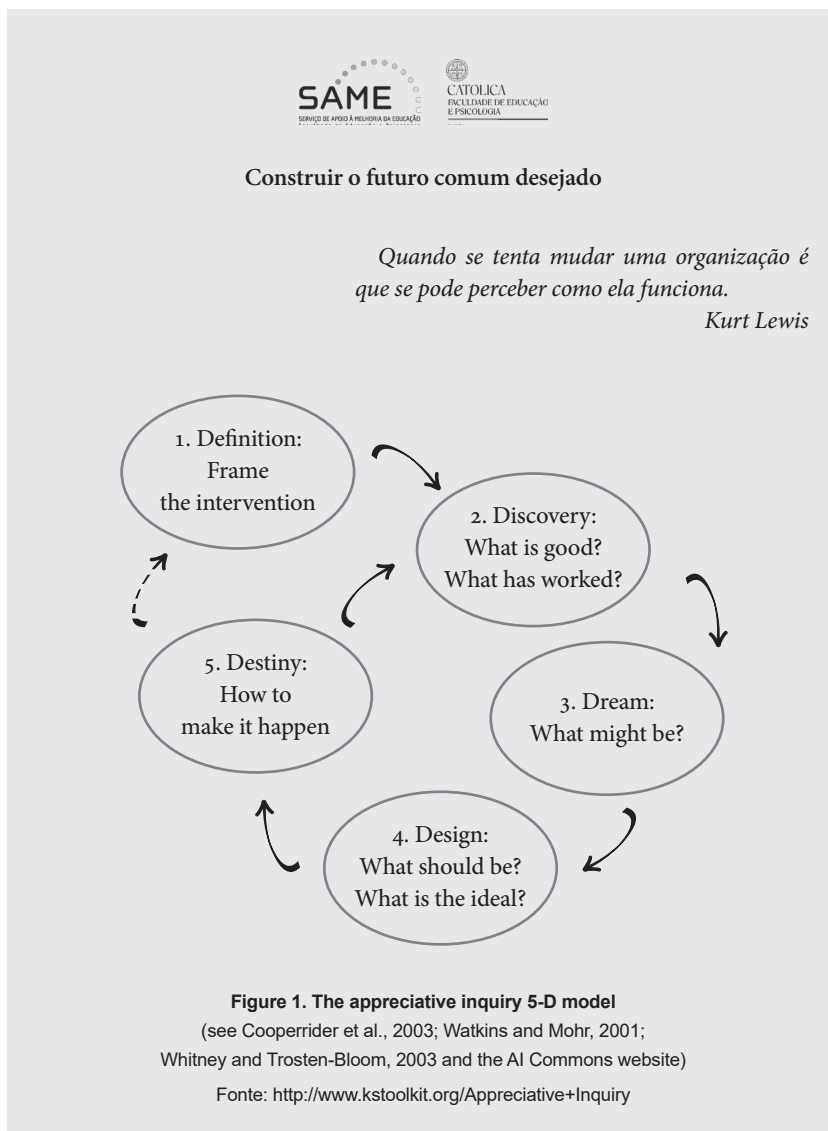 SAME
SERVIÇO DE APOIO À MELHORIA DA EDUCAÇÃO
CATOLICA
FACULDADE DE EDUCAÇÃO
E PSICOLOGIA
Construir o futuro comum desejado
Quando se tenta mudar uma organização é
que se pode perceber como ela funciona.
Kurt Lewis
1. Definition:
Frame
the intervention
2. Discovery:
What is good?
What has worked?
3. Dream:
What might be?
4. Design:
What should be?
What is the ideal?
5. Destiny:
How to
make it happen
Figure 1. The appreciative inquiry 5-D model
(see Cooperrider et al., 2003; Watkins and Mohr, 2001;
Whitney and Trosten-Bloom, 2003 and the AI Commons website)
Fonte: http://www.kstoolkit.org/Appreciative+Inquiry